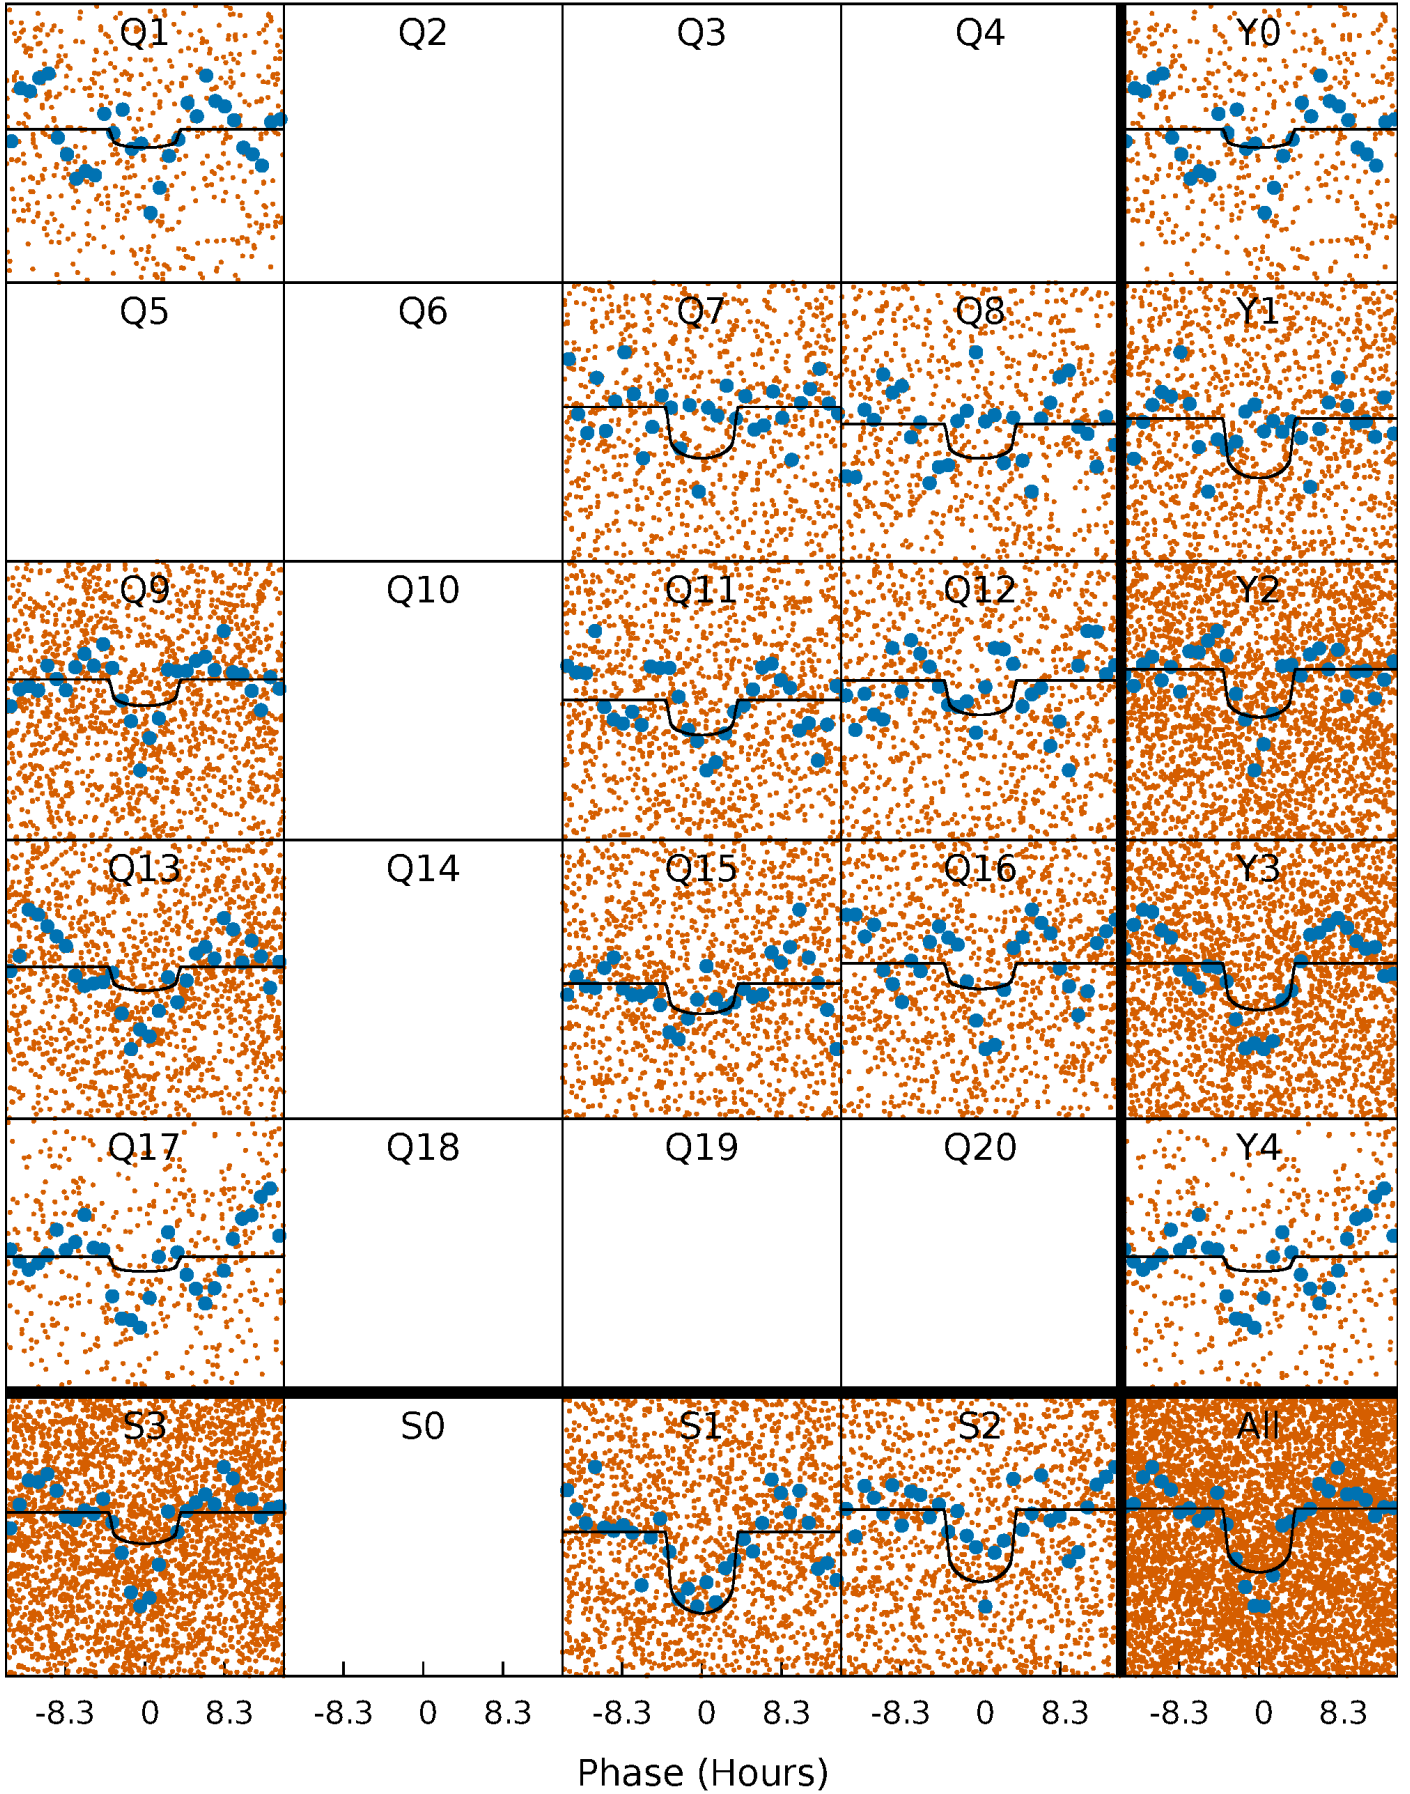 Q1 Q2 Q3 Q4 Y0
Q5 Q6 Q7 Q8 Y1
Q9 Q10 Q11 Q12 Y2
Q13 Q14 Q15 Q16 Y3
Q17 Q18 Q19 Q20 Y4
S3 S0 S1 S2 All
-8.3 0 8.3 -8.3 0 8.3 -8.3 0 8.3 -8.3 0 8.3 -8.3 0 8.3
Phase (Hours)